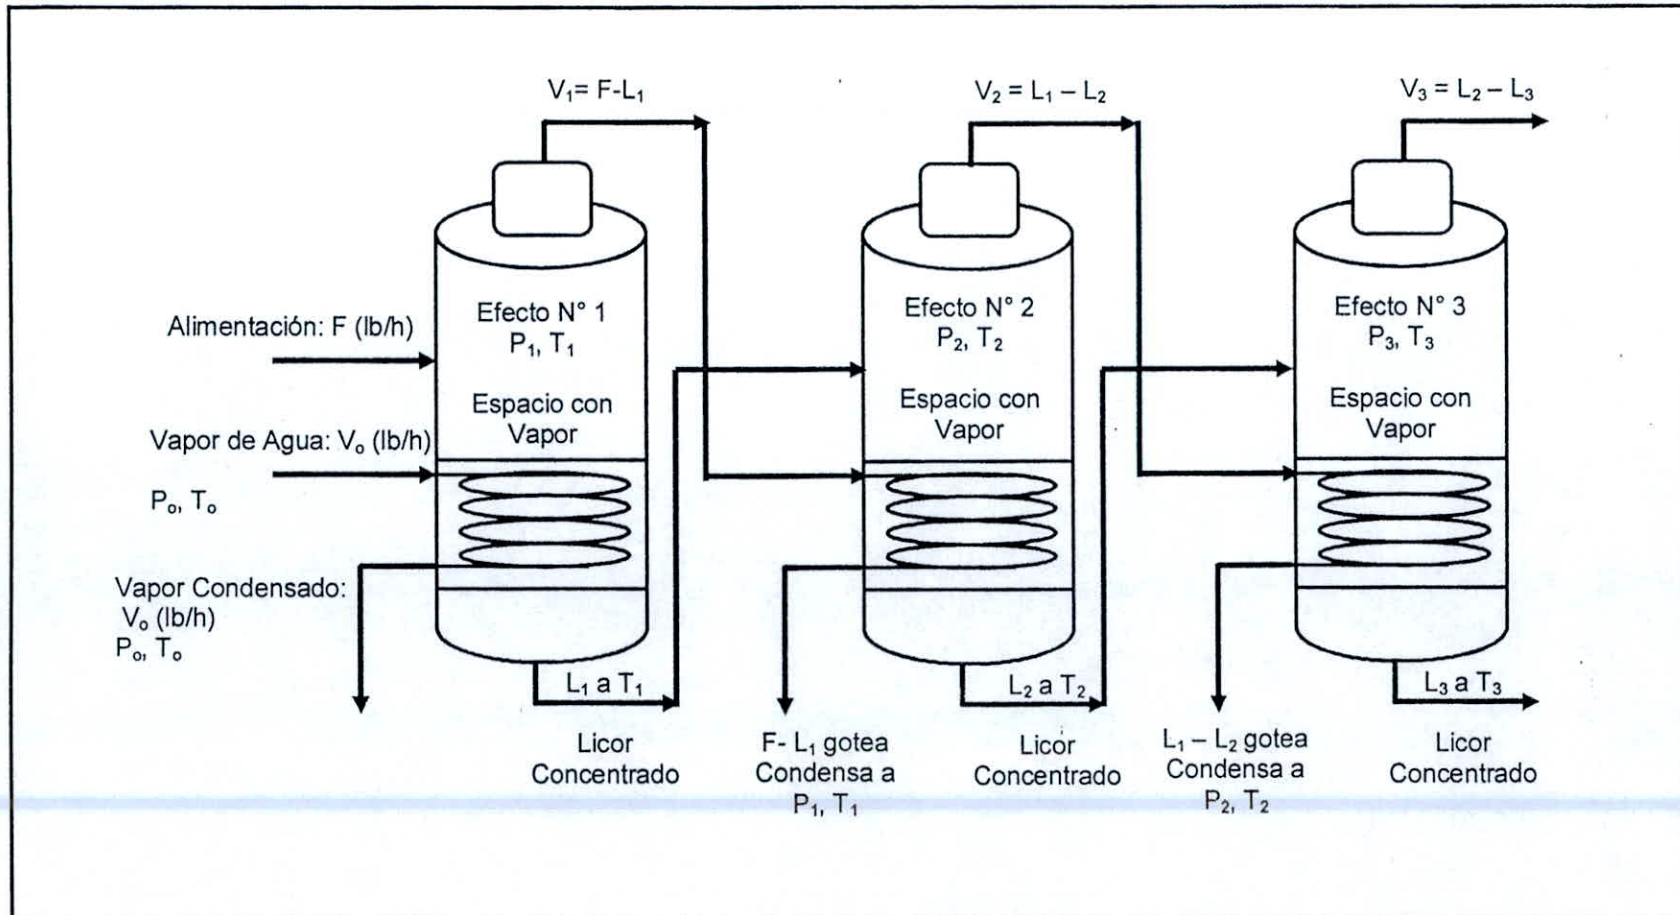 V₁= F-L₁
V₂ = L₁ – L₂
V₃ = L₂ – L₃
Alimentación: F (lb/h)
Vapor de Agua: Vₒ (lb/h)
Pₒ, Tₒ
Vapor Condensado:
Vₒ (lb/h)
Pₒ, Tₒ
Efecto N° 1
P₁, T₁
Espacio con
Vapor
L₁ a T₁
Licor
Concentrado
Efecto N° 2
P₂, T₂
Espacio con
Vapor
F- L₁ gotea
Condensa a
P₁, T₁
L₂ a T₂
Licor
Concentrado
Efecto N° 3
P₃, T₃
Espacio con
Vapor
L₁ – L₂ gotea
Condensa a
P₂, T₂
L₃ a T₃
Licor
Concentrado